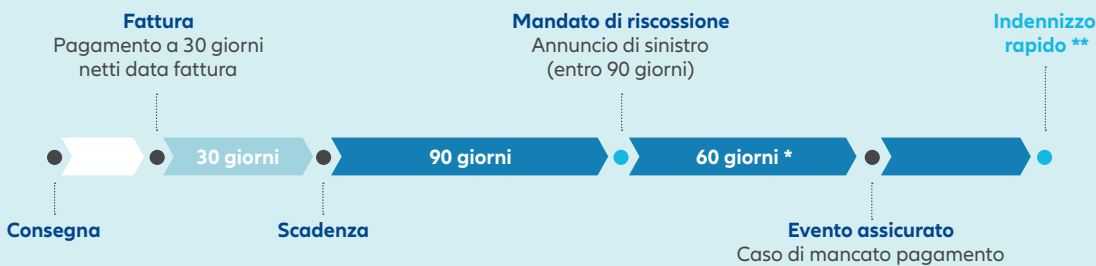 Fattura
Pagamento a 30 giorni
netti data fattura
Mandato di riscossione
Annuncio di sinistro
(entro 90 giorni)
Indennizzo
rapido **
30 giorni
90 giorni
60 giorni *
Consegna
Scadenza
Evento assicurato
Caso di mancato pagamento